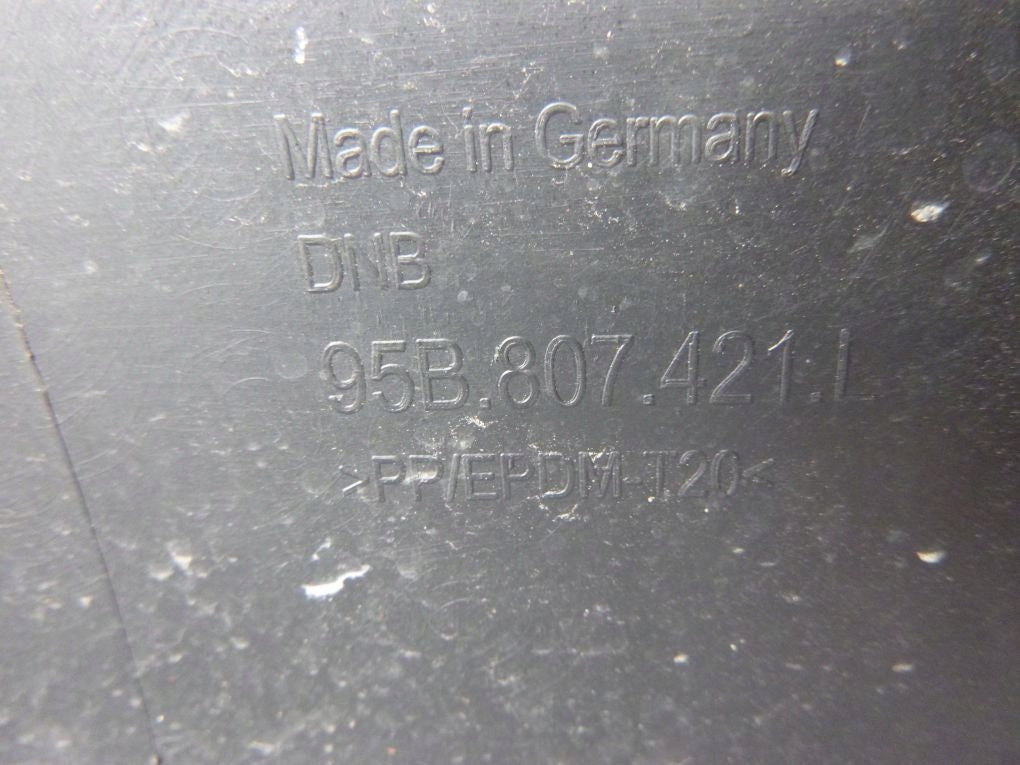 Made in Germany
DNB
95B.807.421.L
>PP/EPDM-T20<